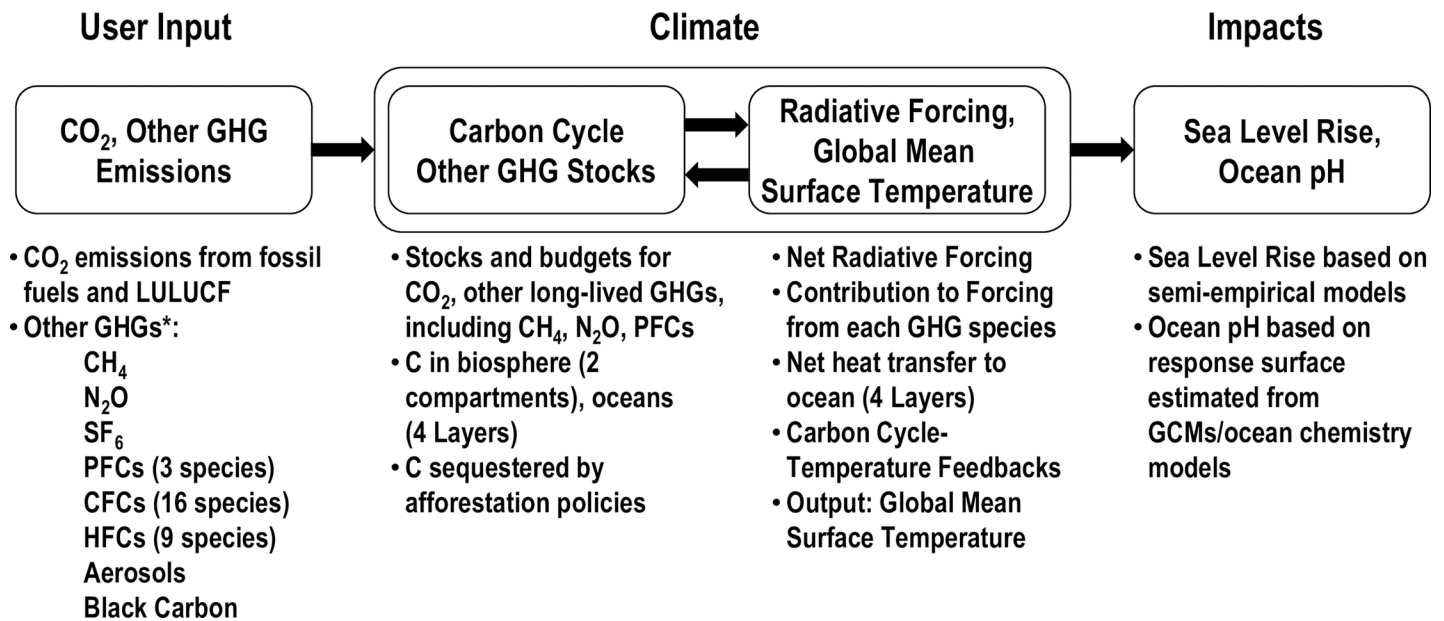 User Input
Climate
Impacts
CO₂, Other GHG
Emissions
Carbon Cycle
Other GHG Stocks
Radiative Forcing,
Global Mean
Surface Temperature
Sea Level Rise,
Ocean pH
• CO₂ emissions from fossil
fuels and LULUCF
• Other GHGs*:
CH₄
N₂O
SF₆
PFCs (3 species)
CFCs (16 species)
HFCs (9 species)
Aerosols
Black Carbon
• Stocks and budgets for
CO₂, other long-lived GHGs,
including CH₄, N₂O, PFCs
• C in biosphere (2
compartments), oceans
(4 Layers)
• C sequestered by
afforestation policies
• Net Radiative Forcing
• Contribution to Forcing
from each GHG species
• Net heat transfer to
ocean (4 Layers)
• Carbon Cycle-
Temperature Feedbacks
• Output: Global Mean
Surface Temperature
• Sea Level Rise based on
semi-empirical models
• Ocean pH based on
response surface
estimated from
GCMs/ocean chemistry
models